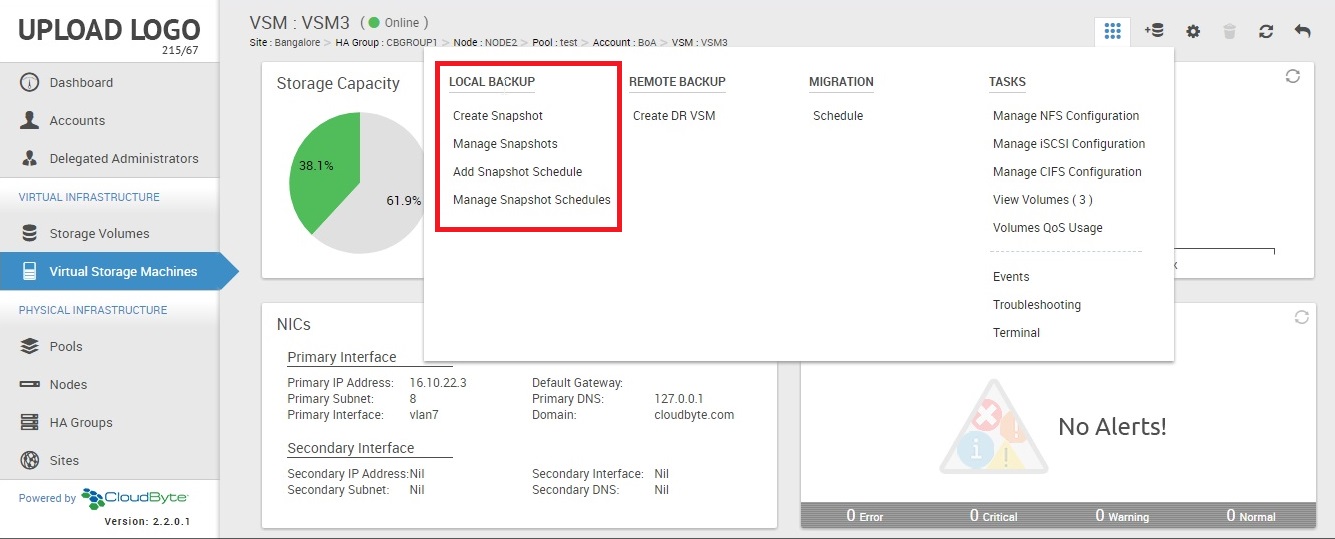 UPLOAD LOGO
215/67
Dashboard
Accounts
Delegated Administrators
VIRTUAL INFRASTRUCTURE
Storage Volumes
Virtual Storage Machines
PHYSICAL INFRASTRUCTURE
Pools
Nodes
HA Groups
Sites
Powered by CloudByte
Version: 2.2.0.1
VSM : VSM3 ( Online )
Site : Bangalore > HA Group : CBGROUP1 > Node : NODE2 > Pool : test > Account : BoA > VSM : VSM3
Storage Capacity
38.1%
61.9%
LOCAL BACKUP
Create Snapshot
Manage Snapshots
Add Snapshot Schedule
Manage Snapshot Schedules
REMOTE BACKUP
Create DR VSM
MIGRATION
Schedule
TASKS
Manage NFS Configuration
Manage iSCSI Configuration
Manage CIFS Configuration
View Volumes ( 3 )
Volumes QoS Usage
Events
Troubleshooting
Terminal
NICs
Primary Interface
Primary IP Address: 16.10.22.3 Default Gateway:
Primary Subnet: 8 Primary DNS: 127.0.0.1
Primary Interface: vlan7 Domain: cloudbyte.com
Secondary Interface
Secondary IP Address:Nil Secondary Interface: Nil
Secondary Subnet: Nil Secondary DNS: Nil
No Alerts!
0 Error 0 Critical 0 Warning 0 Normal